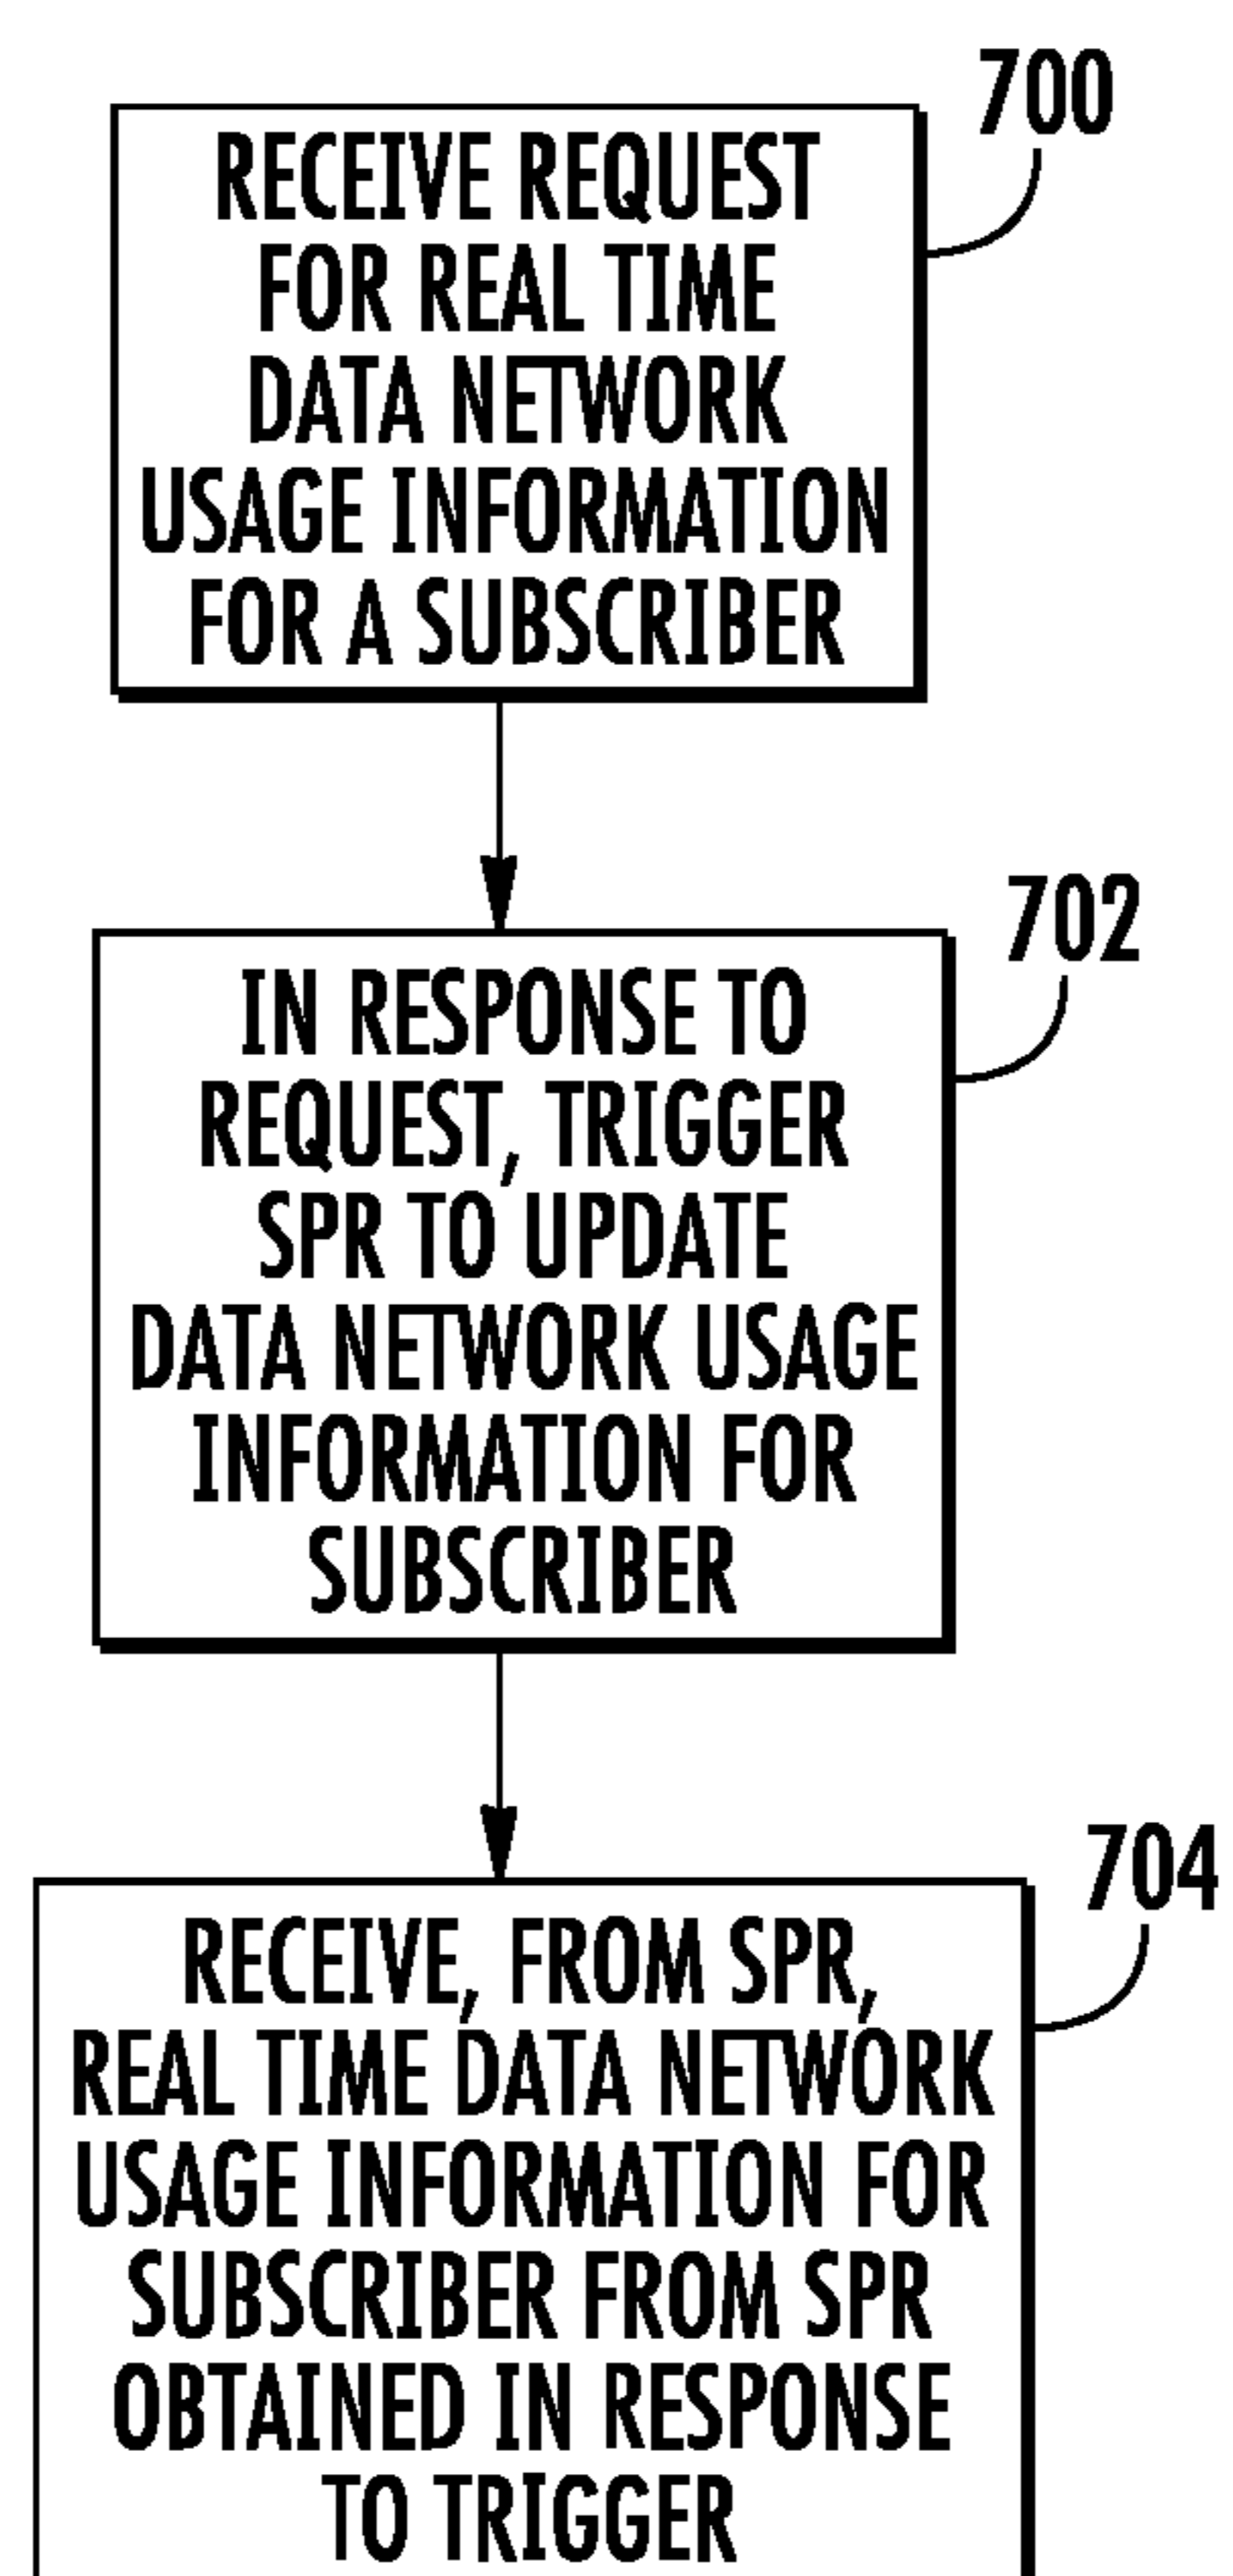 700
RECEIVE REQUEST
FOR REAL TIME
DATA NETWORK
USAGE INFORMATION
FOR A SUBSCRIBER
702
IN RESPONSE TO
REQUEST, TRIGGER
SPR TO UPDATE
DATA NETWORK USAGE
INFORMATION FOR
SUBSCRIBER
704
RECEIVE, FROM SPR,
REAL TIME DATA NETWORK
USAGE INFORMATION FOR
SUBSCRIBER FROM SPR
OBTAINED IN RESPONSE
TO TRIGGER